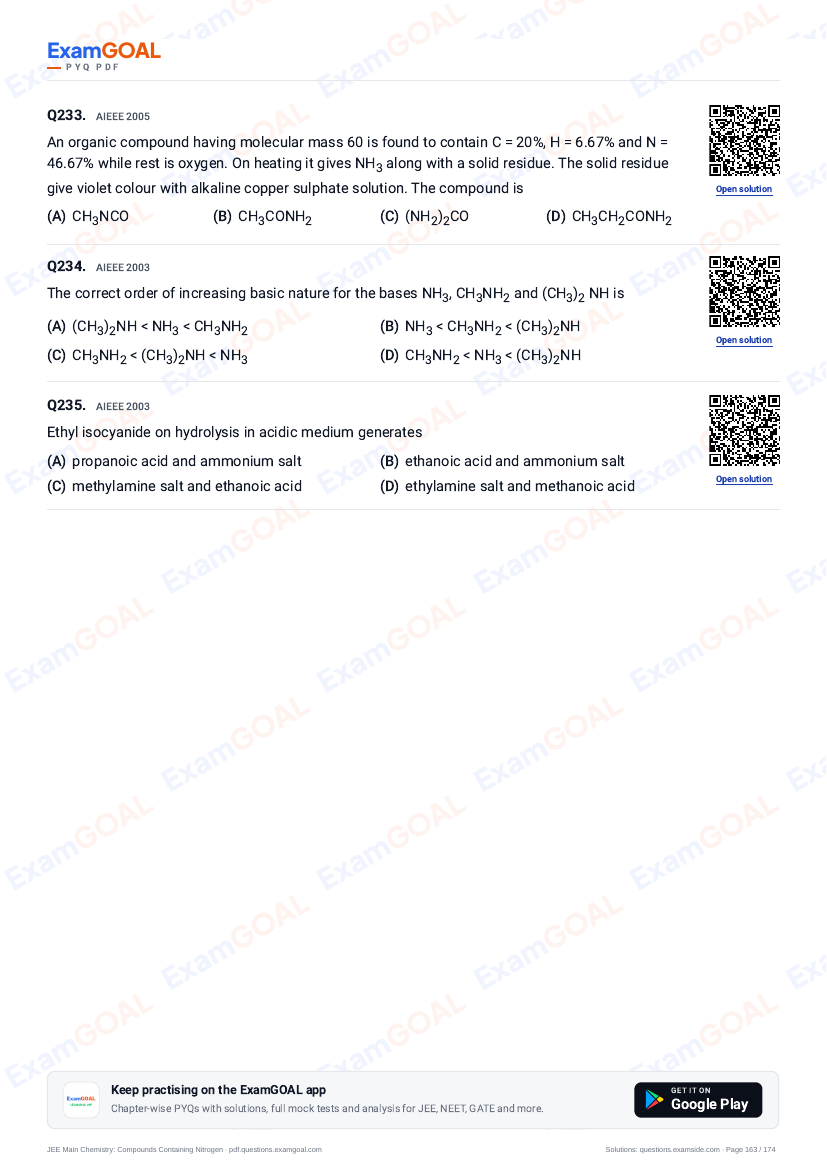 ExamGOAL
PYQ PDF
Q233. AIEEE 2005
An organic compound having molecular mass 60 is found to contain C = 20%, H = 6.67% and N =
46.67% while rest is oxygen. On heating it gives NH₃ along with a solid residue. The solid residue
give violet colour with alkaline copper sulphate solution. The compound is
(A) CH₃NCO (B) CH₃CONH₂ (C) (NH₂)₂CO (D) CH₃CH₂CONH₂
Open solution
Q234. AIEEE 2003
The correct order of increasing basic nature for the bases NH₃, CH₃NH₂ and (CH₃)₂ NH is
(A) (CH₃)₂NH < NH₃ < CH₃NH₂ (B) NH₃ < CH₃NH₂ < (CH₃)₂NH
(C) CH₃NH₂ < (CH₃)₂NH < NH₃ (D) CH₃NH₂ < NH₃ < (CH₃)₂NH
Open solution
Q235. AIEEE 2003
Ethyl isocyanide on hydrolysis in acidic medium generates
(A) propanoic acid and ammonium salt (B) ethanoic acid and ammonium salt
(C) methylamine salt and ethanoic acid (D) ethylamine salt and methanoic acid
Open solution
ExamGOAL
Keep practising on the ExamGOAL app
Chapter-wise PYQs with solutions, full mock tests and analysis for JEE, NEET, GATE and more.
GET IT ON
Google Play
JEE Main Chemistry: Compounds Containing Nitrogen · pdf.questions.examgoal.com Solutions: questions.examside.com · Page 163 / 174